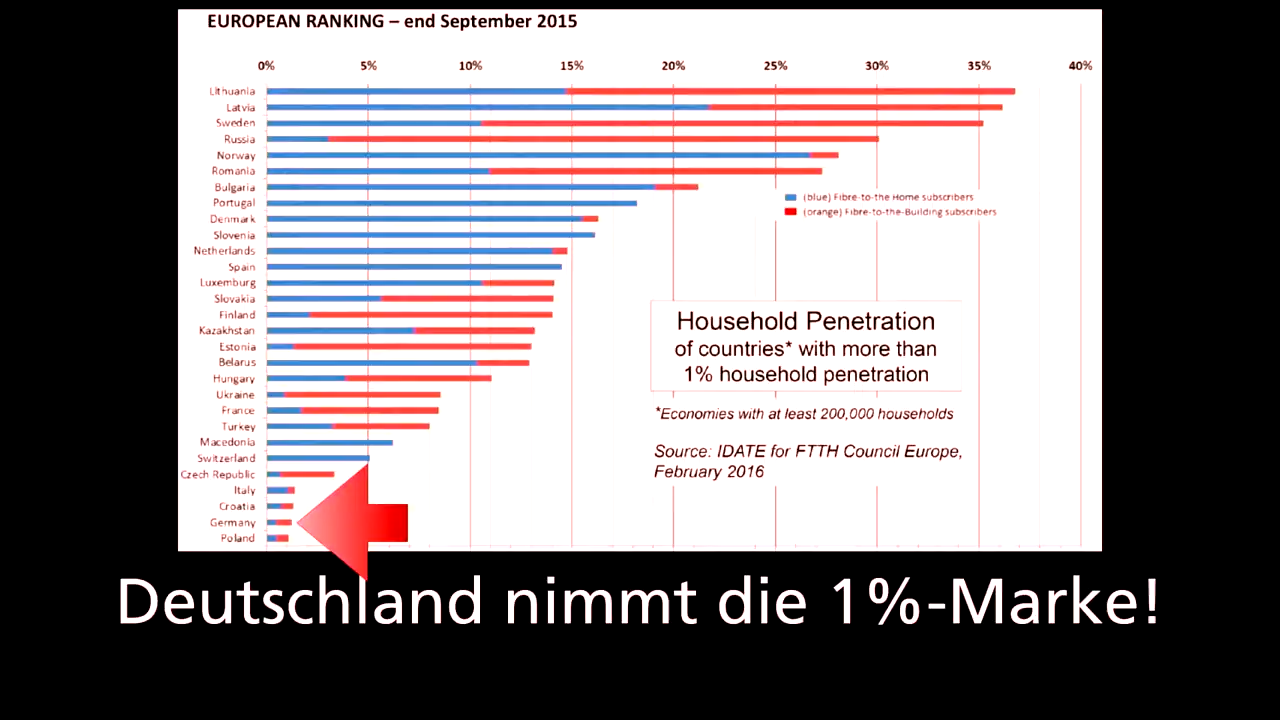 EUROPEAN RANKING – end September 2015
0% 5% 10% 15% 20% 25% 30% 35% 40%
Lithuania
Latvia
Sweden
Russia
Norway
Romania
Bulgaria
(blue) Fibre-to-the Home subscribers
Portugal
(orange) Fibre-to-the-Building subscribers
Denmark
Slovenia
Netherlands
Spain
Luxemburg
Slovakia
Finland
Household Penetration
Kazakhstan
of countries* with more than
Estonia
Belarus
1% household penetration
Hungary
Ukraine
France
*Economies with at least 200,000 households
Turkey
Macedonia
Source: IDATE for FTTH Council Europe,
Switzerland
February 2016
Czech Republic
Italy
Croatia
Germany
Poland
Deutschland nimmt die 1%-Marke!